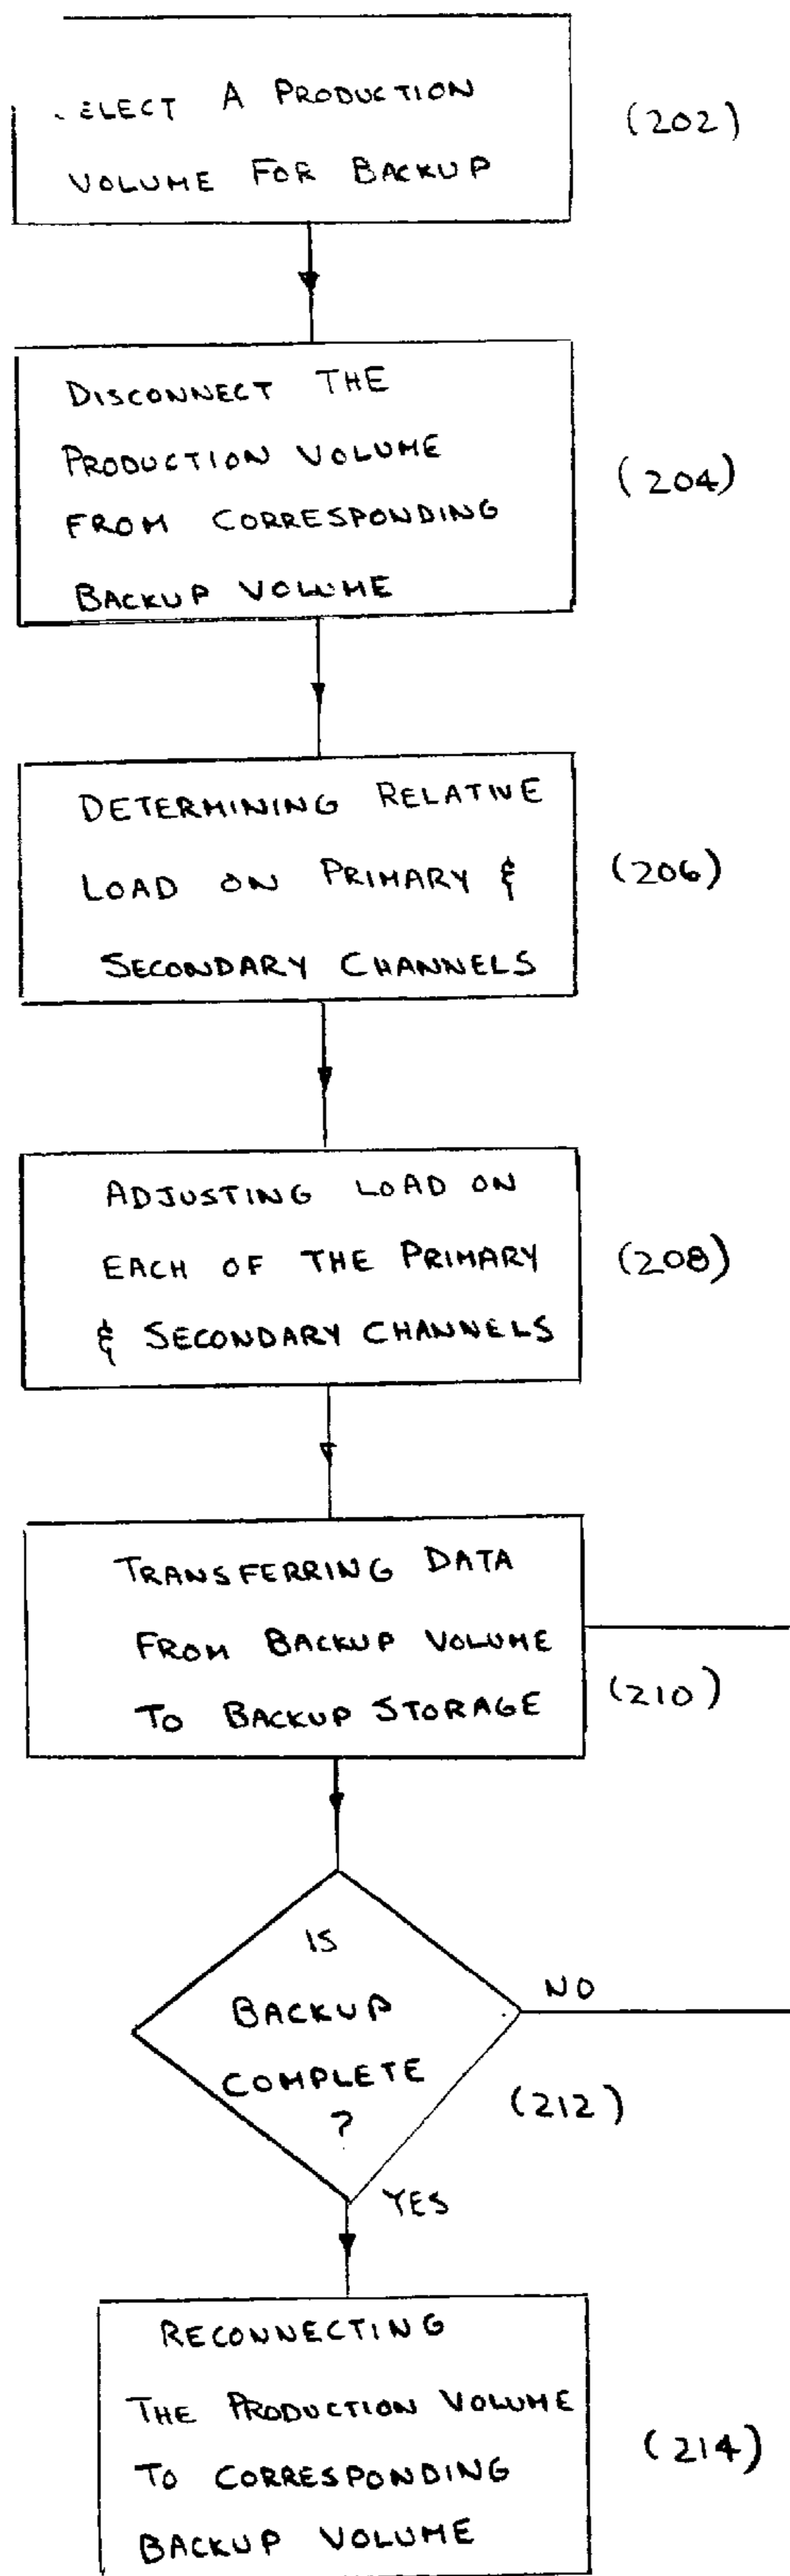 ELECT A PRODUCTION
VOLUME FOR BACKUP
(202)
DISCONNECT THE
PRODUCTION VOLUME
FROM CORRESPONDING
BACKUP VOLUME
(204)
DETERMINING RELATIVE
LOAD ON PRIMARY &
SECONDARY CHANNELS
(206)
ADJUSTING LOAD ON
EACH OF THE PRIMARY
& SECONDARY CHANNELS
(208)
TRANSFERRING DATA
FROM BACKUP VOLUME
TO BACKUP STORAGE
(210)
IS
BACKUP
COMPLETE
?
NO
(212)
YES
RECONNECTING
THE PRODUCTION VOLUME
TO CORRESPONDING
BACKUP VOLUME
(214)